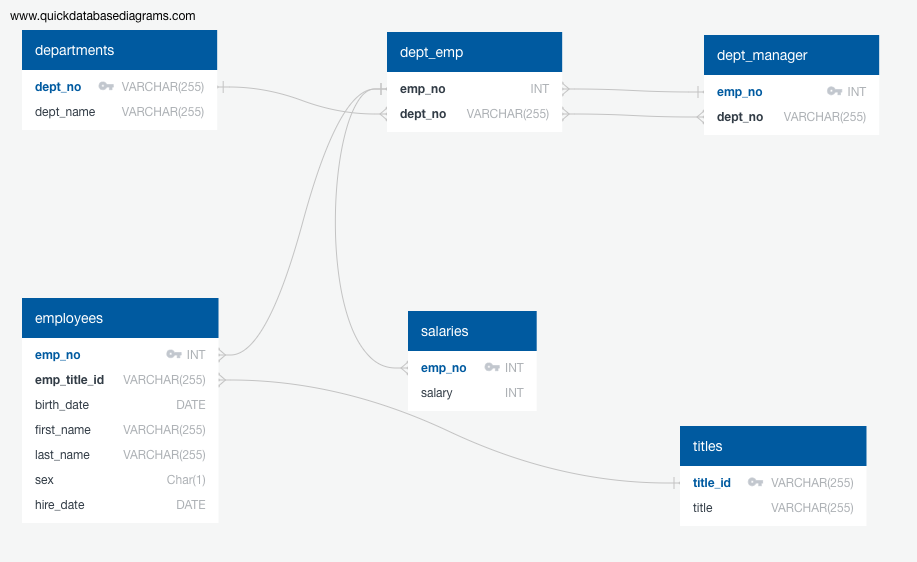 www.quickdatabasediagrams.com
departments
dept_no VARCHAR(255)
dept_name VARCHAR(255)
dept_emp
emp_no INT
dept_no VARCHAR(255)
dept_manager
emp_no INT
dept_no VARCHAR(255)
employees
emp_no INT
emp_title_id VARCHAR(255)
birth_date DATE
first_name VARCHAR(255)
last_name VARCHAR(255)
sex Char(1)
hire_date DATE
salaries
emp_no INT
salary INT
titles
title_id VARCHAR(255)
title VARCHAR(255)